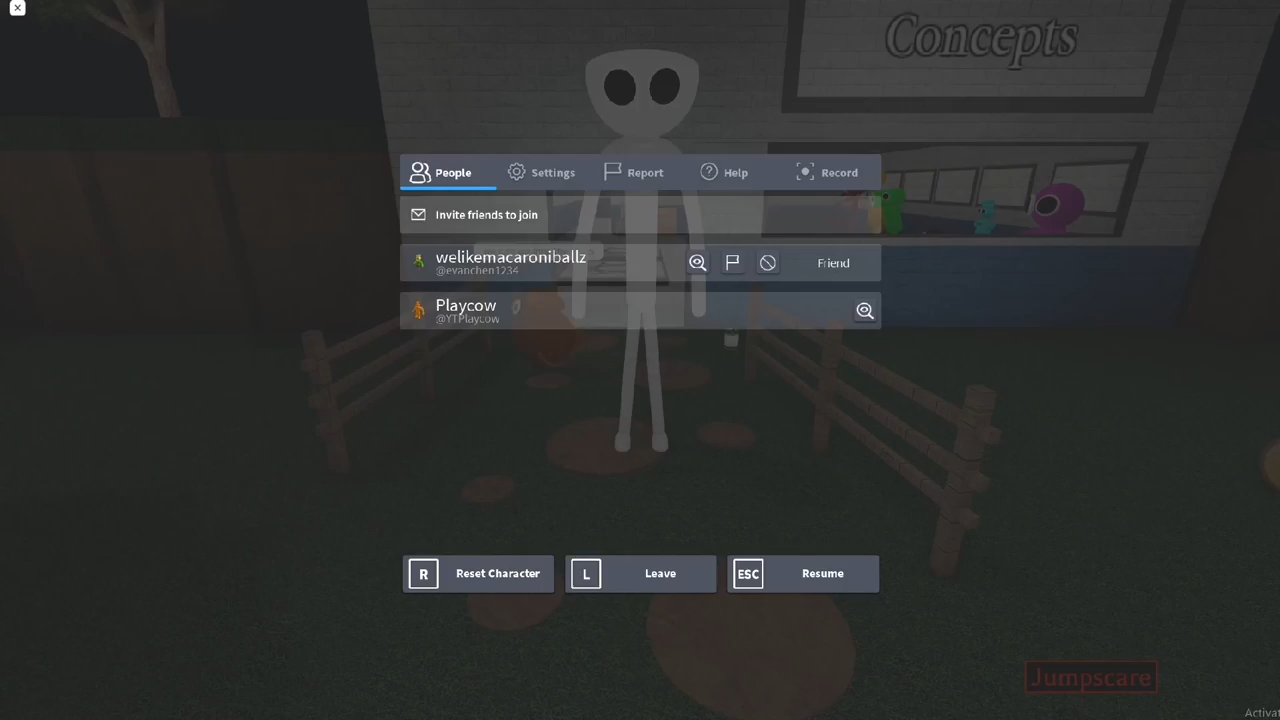 Concepts
People
Settings
Report
Help
Record
Invite friends to join
welikemacaroniballz
@evanchen1234
Friend
Playcow
@YTPlaycow
R
Reset Character
L
Leave
ESC
Resume
Jumpscare
Activat